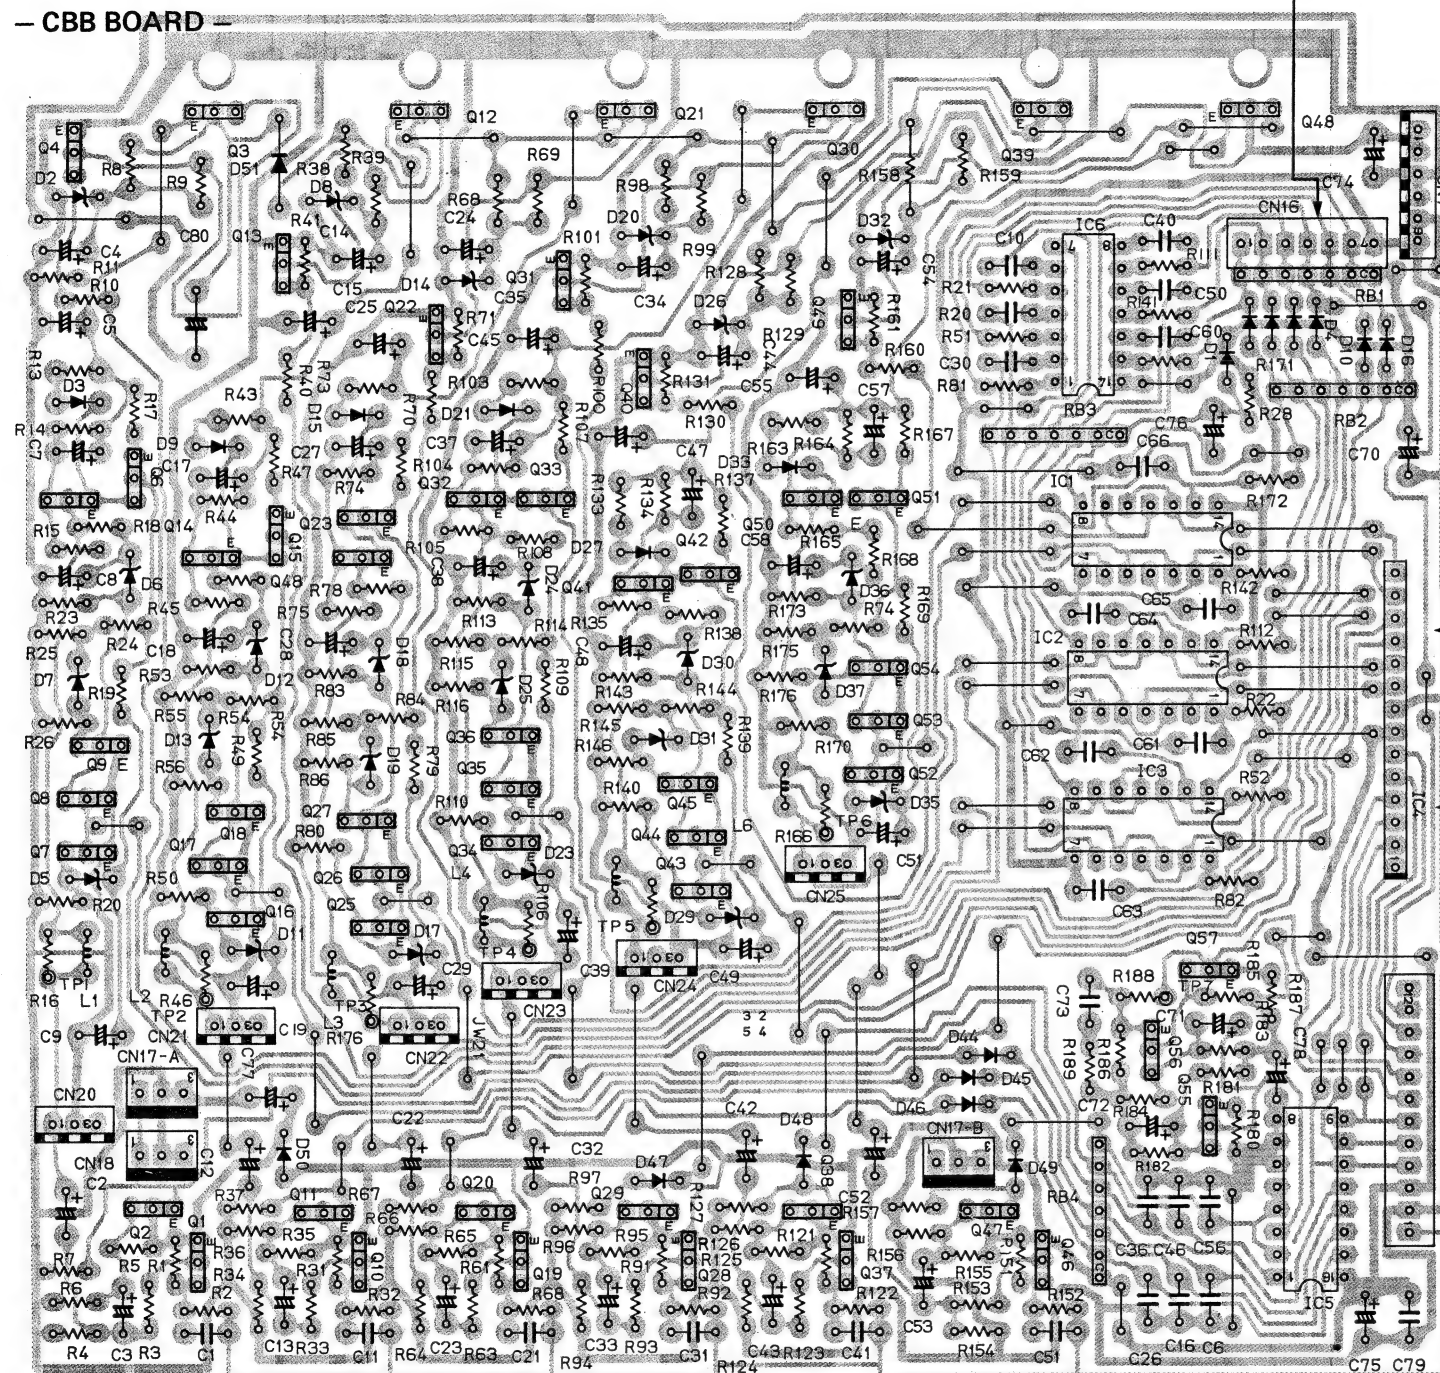 – CBB BOARD –
Q12 Q21 Q30 Q39 Q48
Q4 R8 R9 Q3 D51 R38 R39 R69 R98 R158 R159 C74
D2 D8 R68 D20 D32 IC6 C40 CN16
C4 C80 Q13 R41 C14 C24 R101 R99 C54 C10 R111
R11 R10 C15 D14 Q31 C35 C34 R128 R21 C50 RB1
C5 C25 Q22 R71 C45 D26 Q49 R161 R20 R141 C60 D4
R13 D3 R40 R73 R103 R100 Q40 R131 R129 R160 R51 C30 D1 R171 D10 D16
R17 R43 D15 R70 D21 R107 R130 C55 C57 R81 RB3 R28 RB2
R14 C7 D9 C27 C37 C47 R163 R164 R167 C66 C76 C70
Q6 C17 R47 R74 R104 Q32 Q33 R133 R134 D33 R137 IC1 R172
R15 R18 Q14 R44 Q23 R105 R108 D27 Q42 Q50 C58 R165 Q51
C8 D6 Q15 Q48 R78 C38 D24 Q41 D36 R168 R142
R23 R45 R75 R113 R114 R135 R138 R173 R74 R169 C65 C64
R25 R24 C18 C28 D18 R115 C48 D30 R175 IC2 R112
D7 R19 R53 D12 R83 R116 D25 R109 R143 R144 R176 D37 Q54
R55 R54 R54 R84 R145 R139 Q53 R22
R26 Q9 D13 R49 R85 D19 R79 Q36 R146 D31 R170 C62 C61
R56 R86 Q35 R140 Q45 Q52 IC3 R52
Q8 Q18 Q27 R110 Q44 L6 R166 TP6 D35 IC4
Q7 Q17 R80 Q34 D23 Q43 CN25 C51
D5 R20 R50 Q16 Q26 L4 R106 D29 C63 R82
Q25 D11 D17 TP4 TP5 Q57
TP1 R16 L1 L2 R46 TP2 TP3 C29 CN23 C39 CN24 C49 R188 TP7 R185 R187
C9 CN21 C19 L3 R176 CN22 JW21 3 2 C73 C71 R183 C78
5 4
CN17-A C77 D44 R189 R186 Q56
CN20 D45 Q55 R181
C22 C42 D48 D46 C72 R184 R180
CN18 C12 D50 C32 CN17-B R182
C2 R37 Q11 R67 Q20 R97 D47 Q29 R127 Q38 C52 D49 RB4
Q2 Q1 R36 R35 R66 R65 R96 R95 R126 R121 R157 Q47
R7 R5 R1 R34 R31 Q10 R61 Q19 R91 R125 Q28 Q37 R156 R155 R151 Q46 C36 C46 C56
R6 R2 R32 R68 R92 R122 R153 R152 IC5
R4 C3 R3 C1 C13 R33 C11 R64 C23 R63 C21 R94 C33 R93 C31 R124 C43 R123 C41 C53 R154 C51 C26 C16 C6 C75 C79